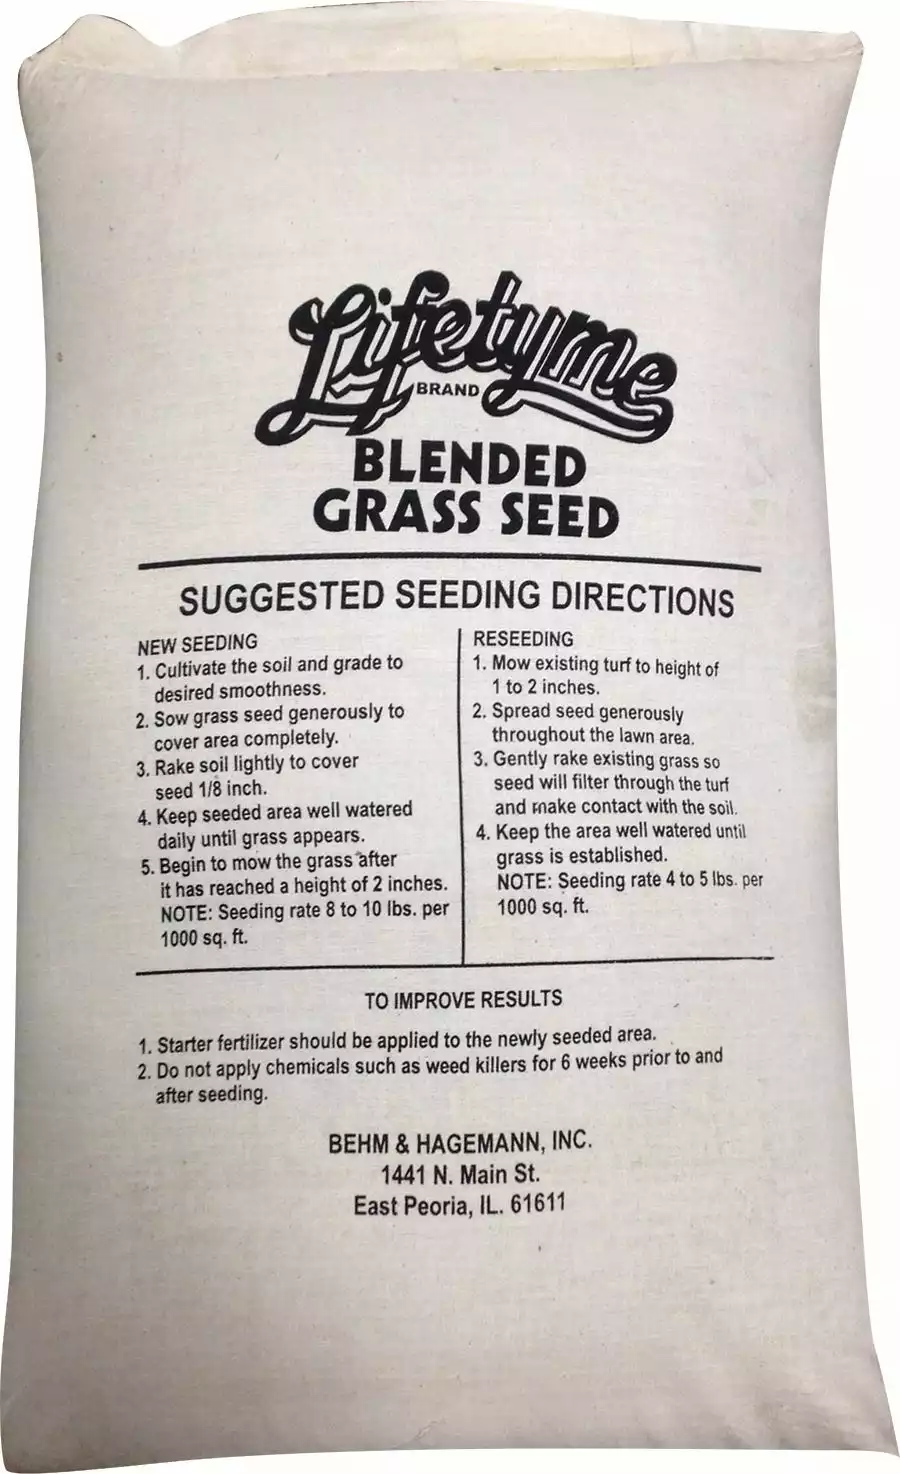 Lifetyme
BRAND
BLENDED
GRASS SEED
SUGGESTED SEEDING DIRECTIONS
NEW SEEDING
1. Cultivate the soil and grade to
desired smoothness.
2. Sow grass seed generously to
cover area completely.
3. Rake soil lightly to cover
seed 1/8 inch.
4. Keep seeded area well watered
daily until grass appears.
5. Begin to mow the grass after
it has reached a height of 2 inches.
NOTE: Seeding rate 8 to 10 lbs. per
1000 sq. ft.
RESEEDING
1. Mow existing turf to height of
1 to 2 inches.
2. Spread seed generously
throughout the lawn area.
3. Gently rake existing grass so
seed will filter through the turf
and make contact with the soil.
4. Keep the area well watered until
grass is established.
NOTE: Seeding rate 4 to 5 lbs. per
1000 sq. ft.
TO IMPROVE RESULTS
1. Starter fertilizer should be applied to the newly seeded area.
2. Do not apply chemicals such as weed killers for 6 weeks prior to and
after seeding.
BEHM & HAGEMANN, INC.
1441 N. Main St.
East Peoria, IL. 61611